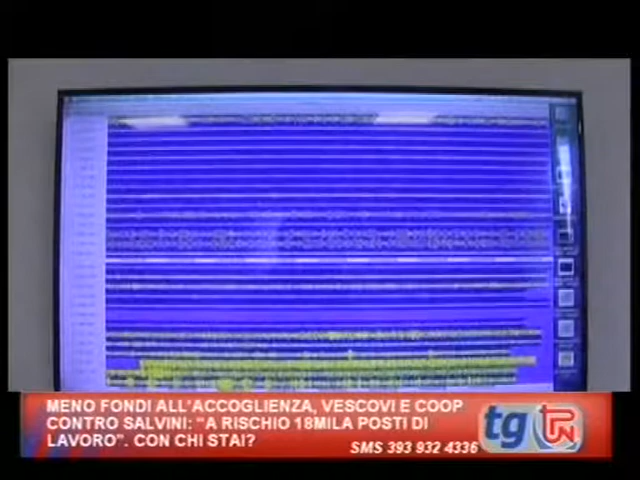 MENO FONDI ALL'ACCOGLIENZA, VESCOVI E COOP
CONTRO SALVINI: "A RISCHIO 18MILA POSTI DI
LAVORO". CON CHI STAI?
SMS 393 932 4336
tg TPN